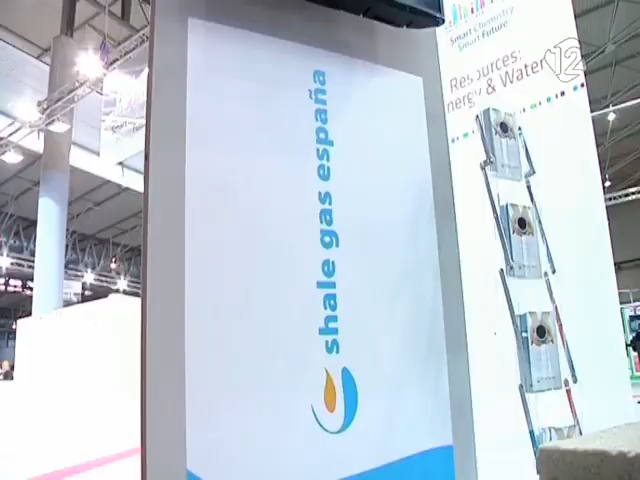 Smart Chemistry
Smart Future
Resources:
nergy & Water
12
shale gas españa